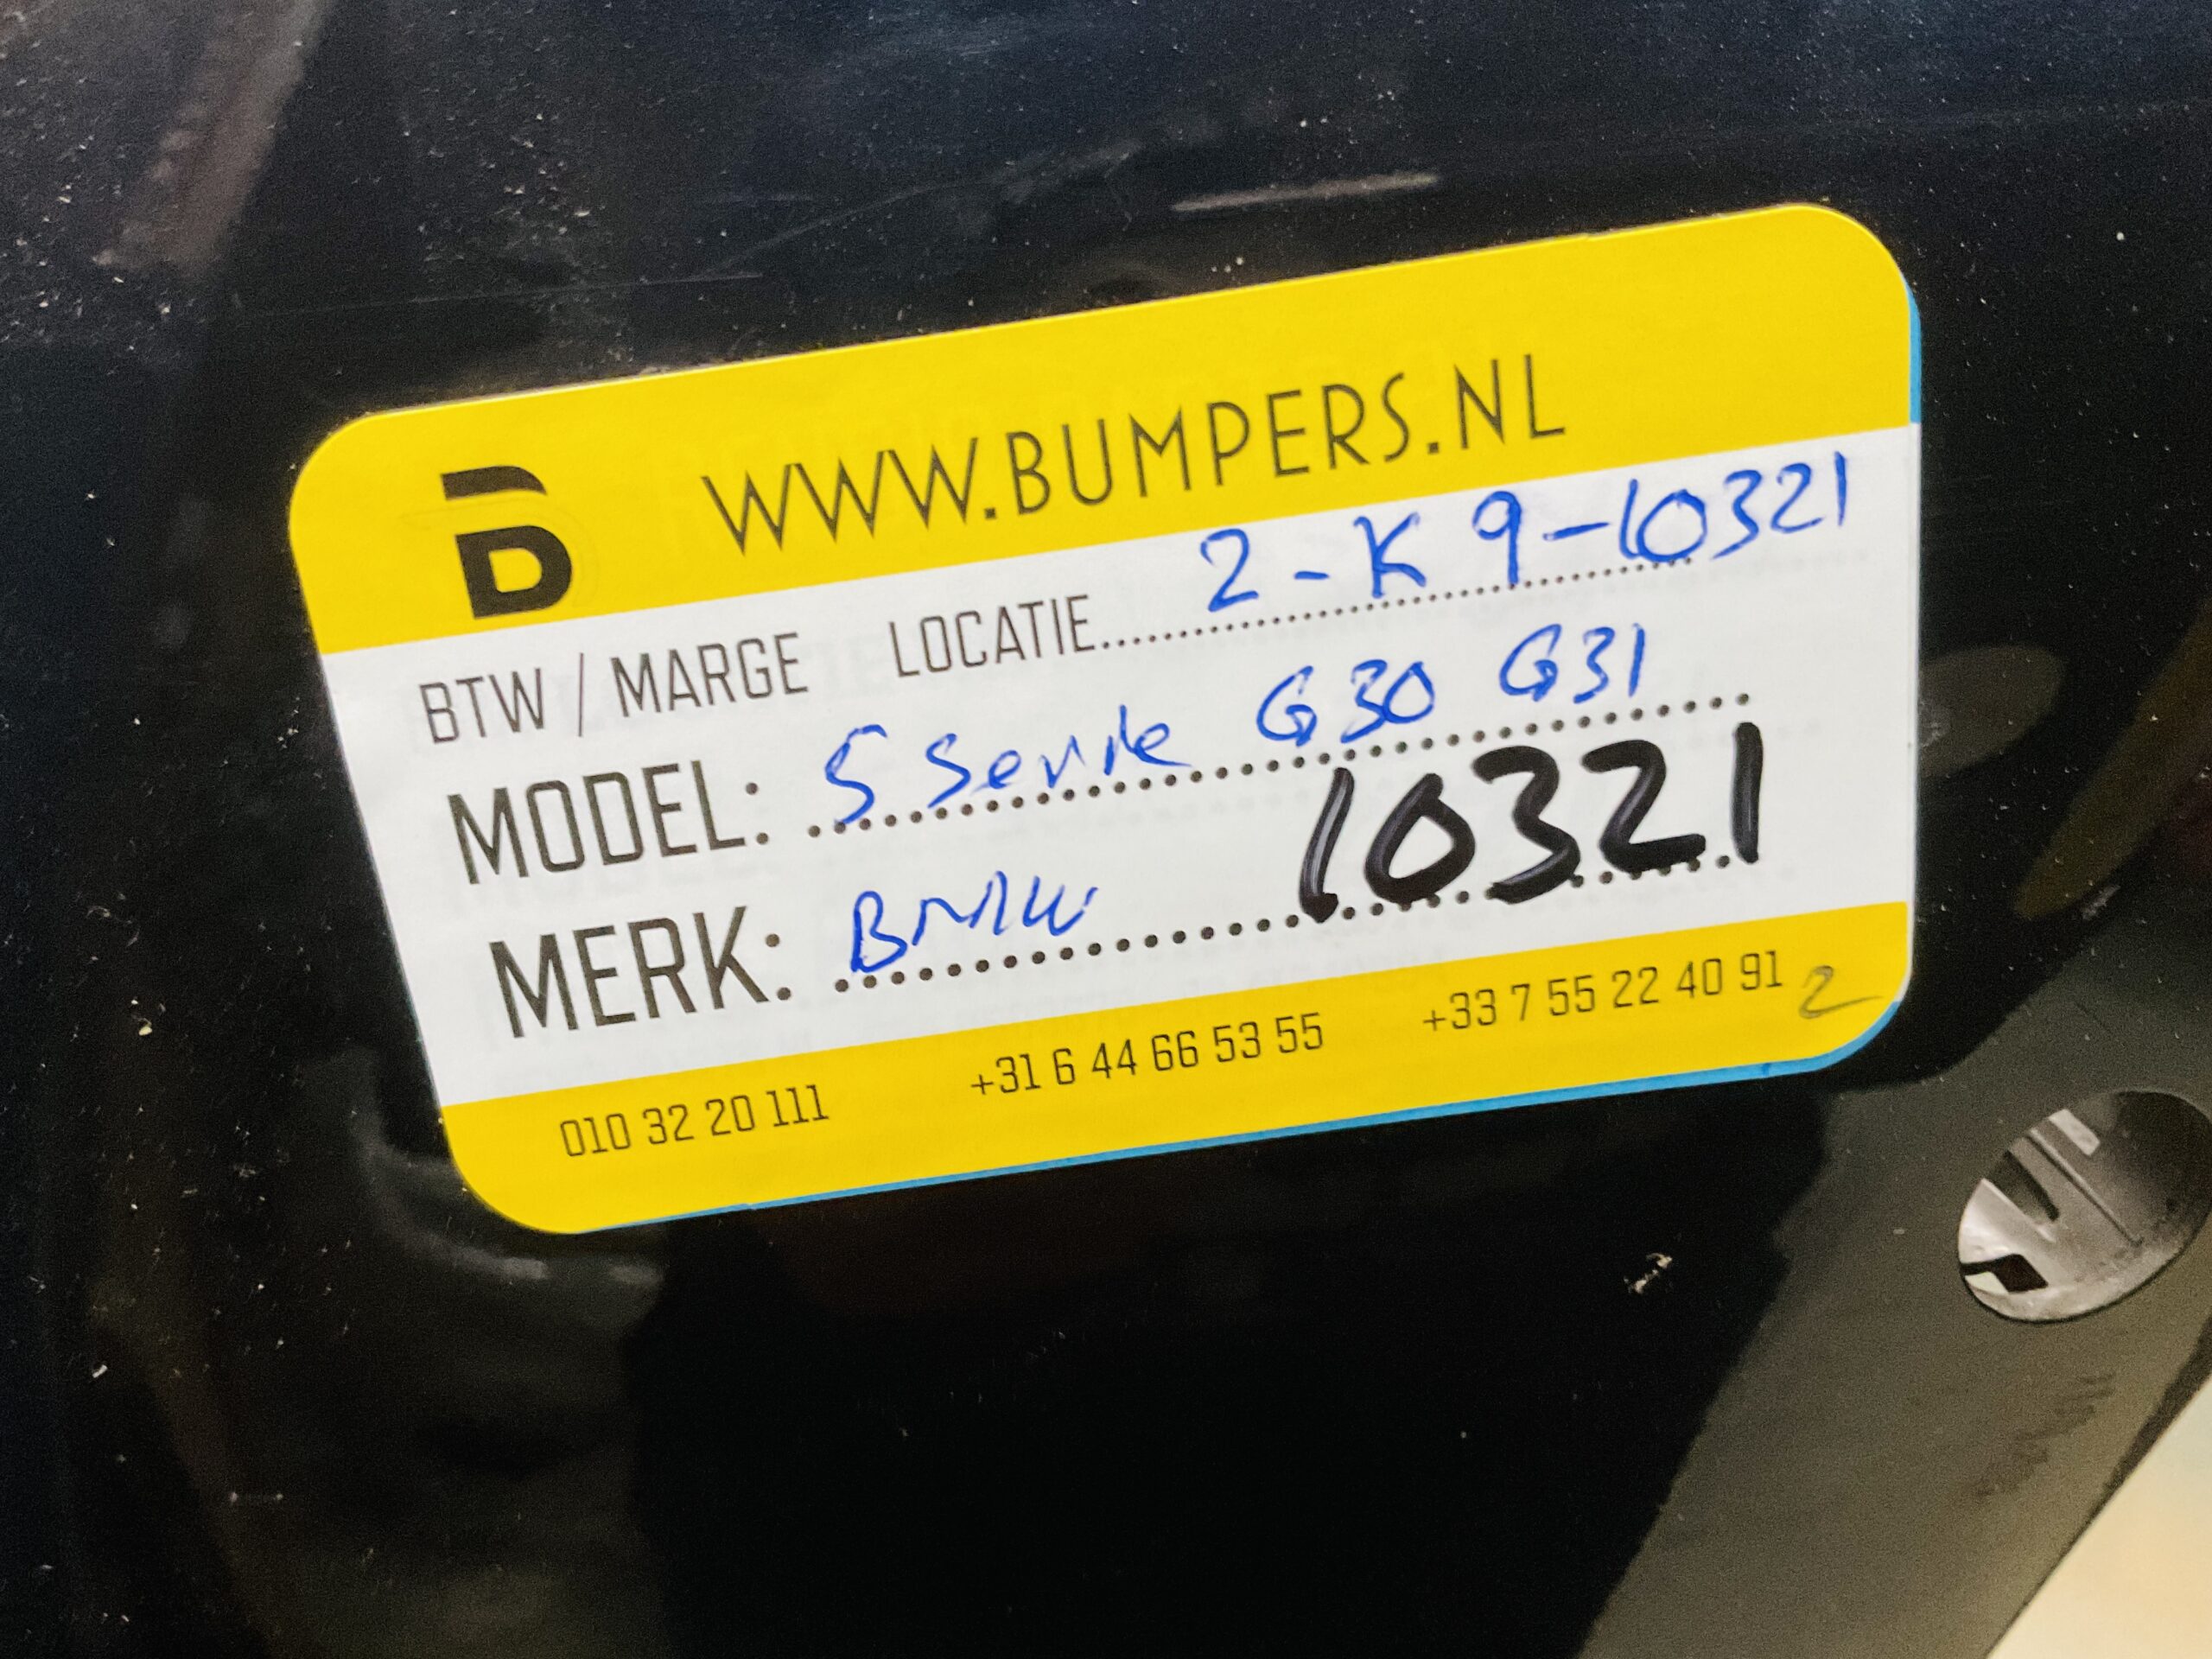 B WWW.BUMPERS.NL
BTW / MARGE LOCATIE 2-K 9-10321
MODEL: 5 Serie G30 G31
MERK: BMW 10321
010 32 20 111 +31 6 44 66 53 55 +33 7 55 22 40 91 2